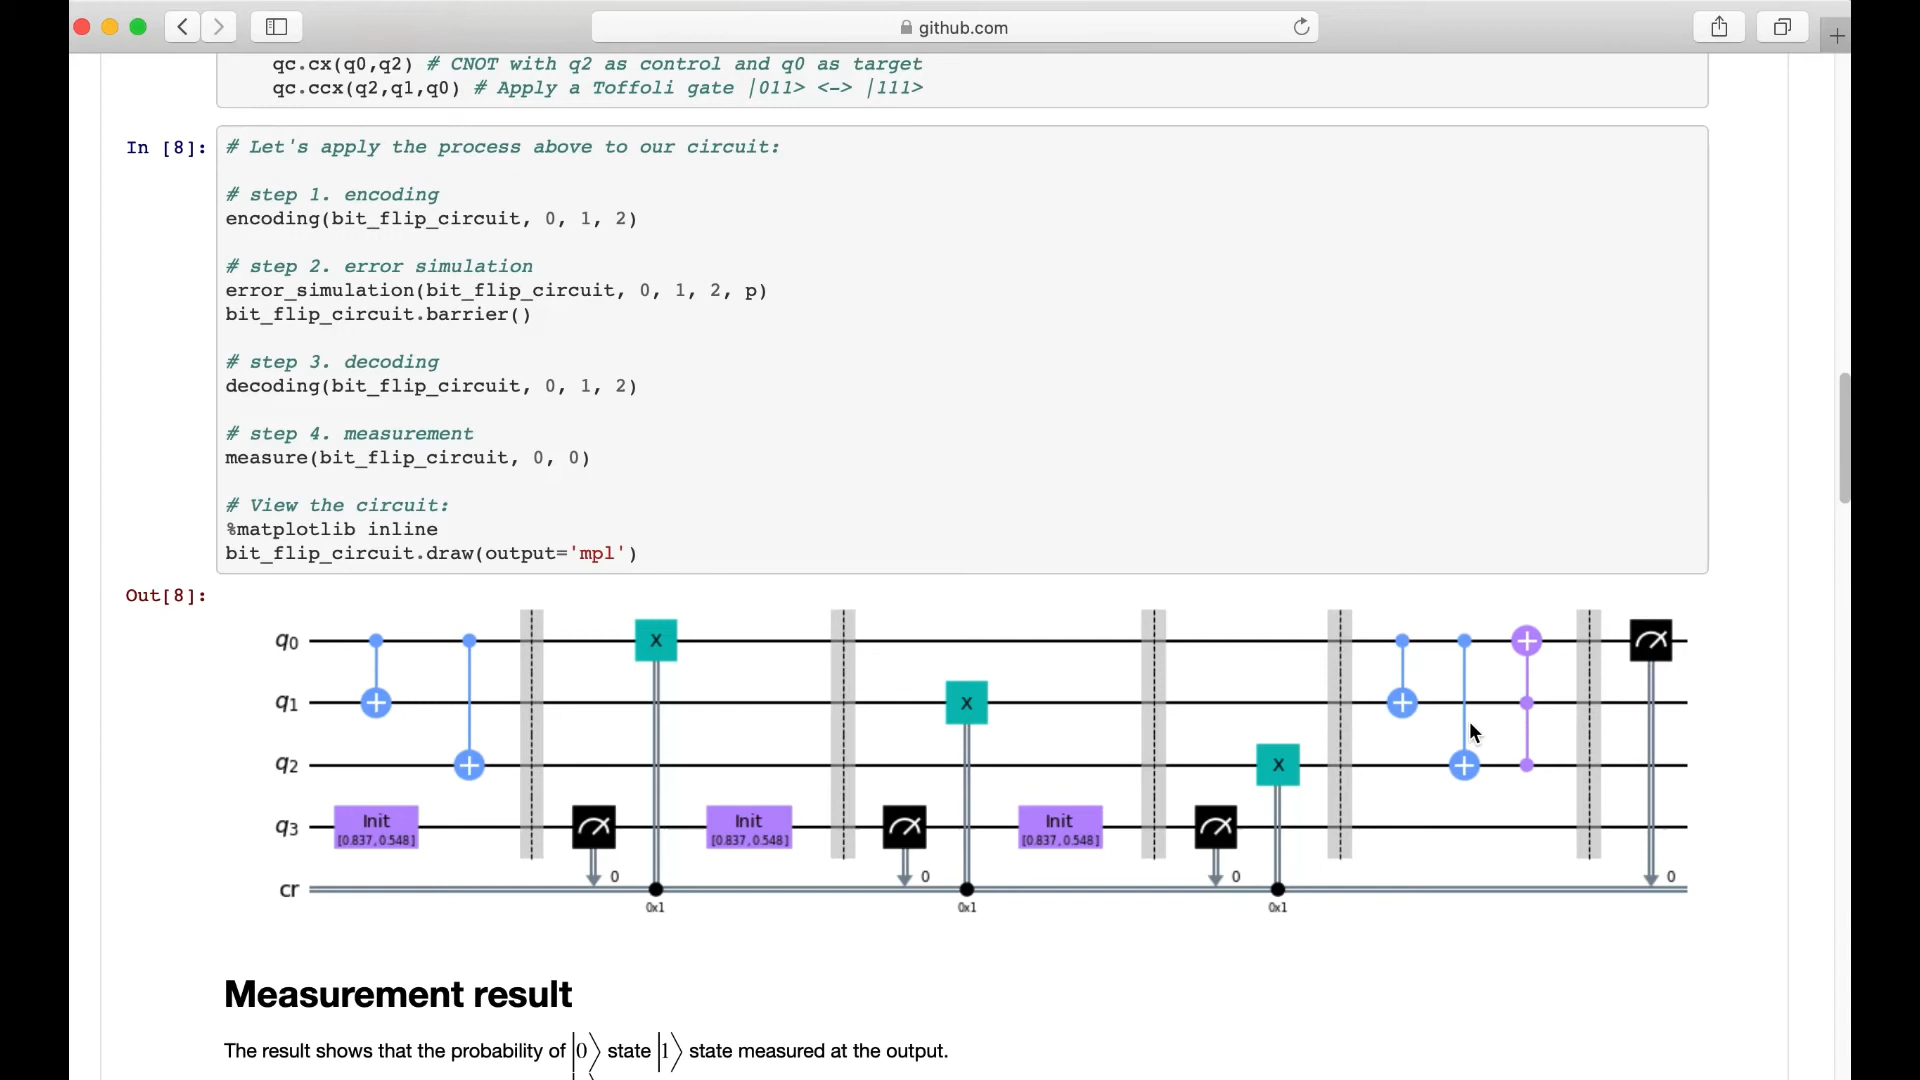 github.com
qc.cx(q0,q2) # CNOT with q2 as control and q0 as target
qc.ccx(q2,q1,q0) # Apply a Toffoli gate |011> <-> |111>
In [8]: # Let's apply the process above to our circuit:
# step 1. encoding
encoding(bit_flip_circuit, 0, 1, 2)
# step 2. error simulation
error_simulation(bit_flip_circuit, 0, 1, 2, p)
bit_flip_circuit.barrier()
# step 3. decoding
decoding(bit_flip_circuit, 0, 1, 2)
# step 4. measurement
measure(bit_flip_circuit, 0, 0)
# View the circuit:
%matplotlib inline
bit_flip_circuit.draw(output='mpl')
Out[8]:
q0 X
q1 X
q2 X
q3 Init Init Init
[0.837,0.548] [0.837,0.548] [0.837,0.548]
0 0 0 0
cr
0x1 0x1 0x1
Measurement result
The result shows that the probability of |0⟩ state |1⟩ state measured at the output.